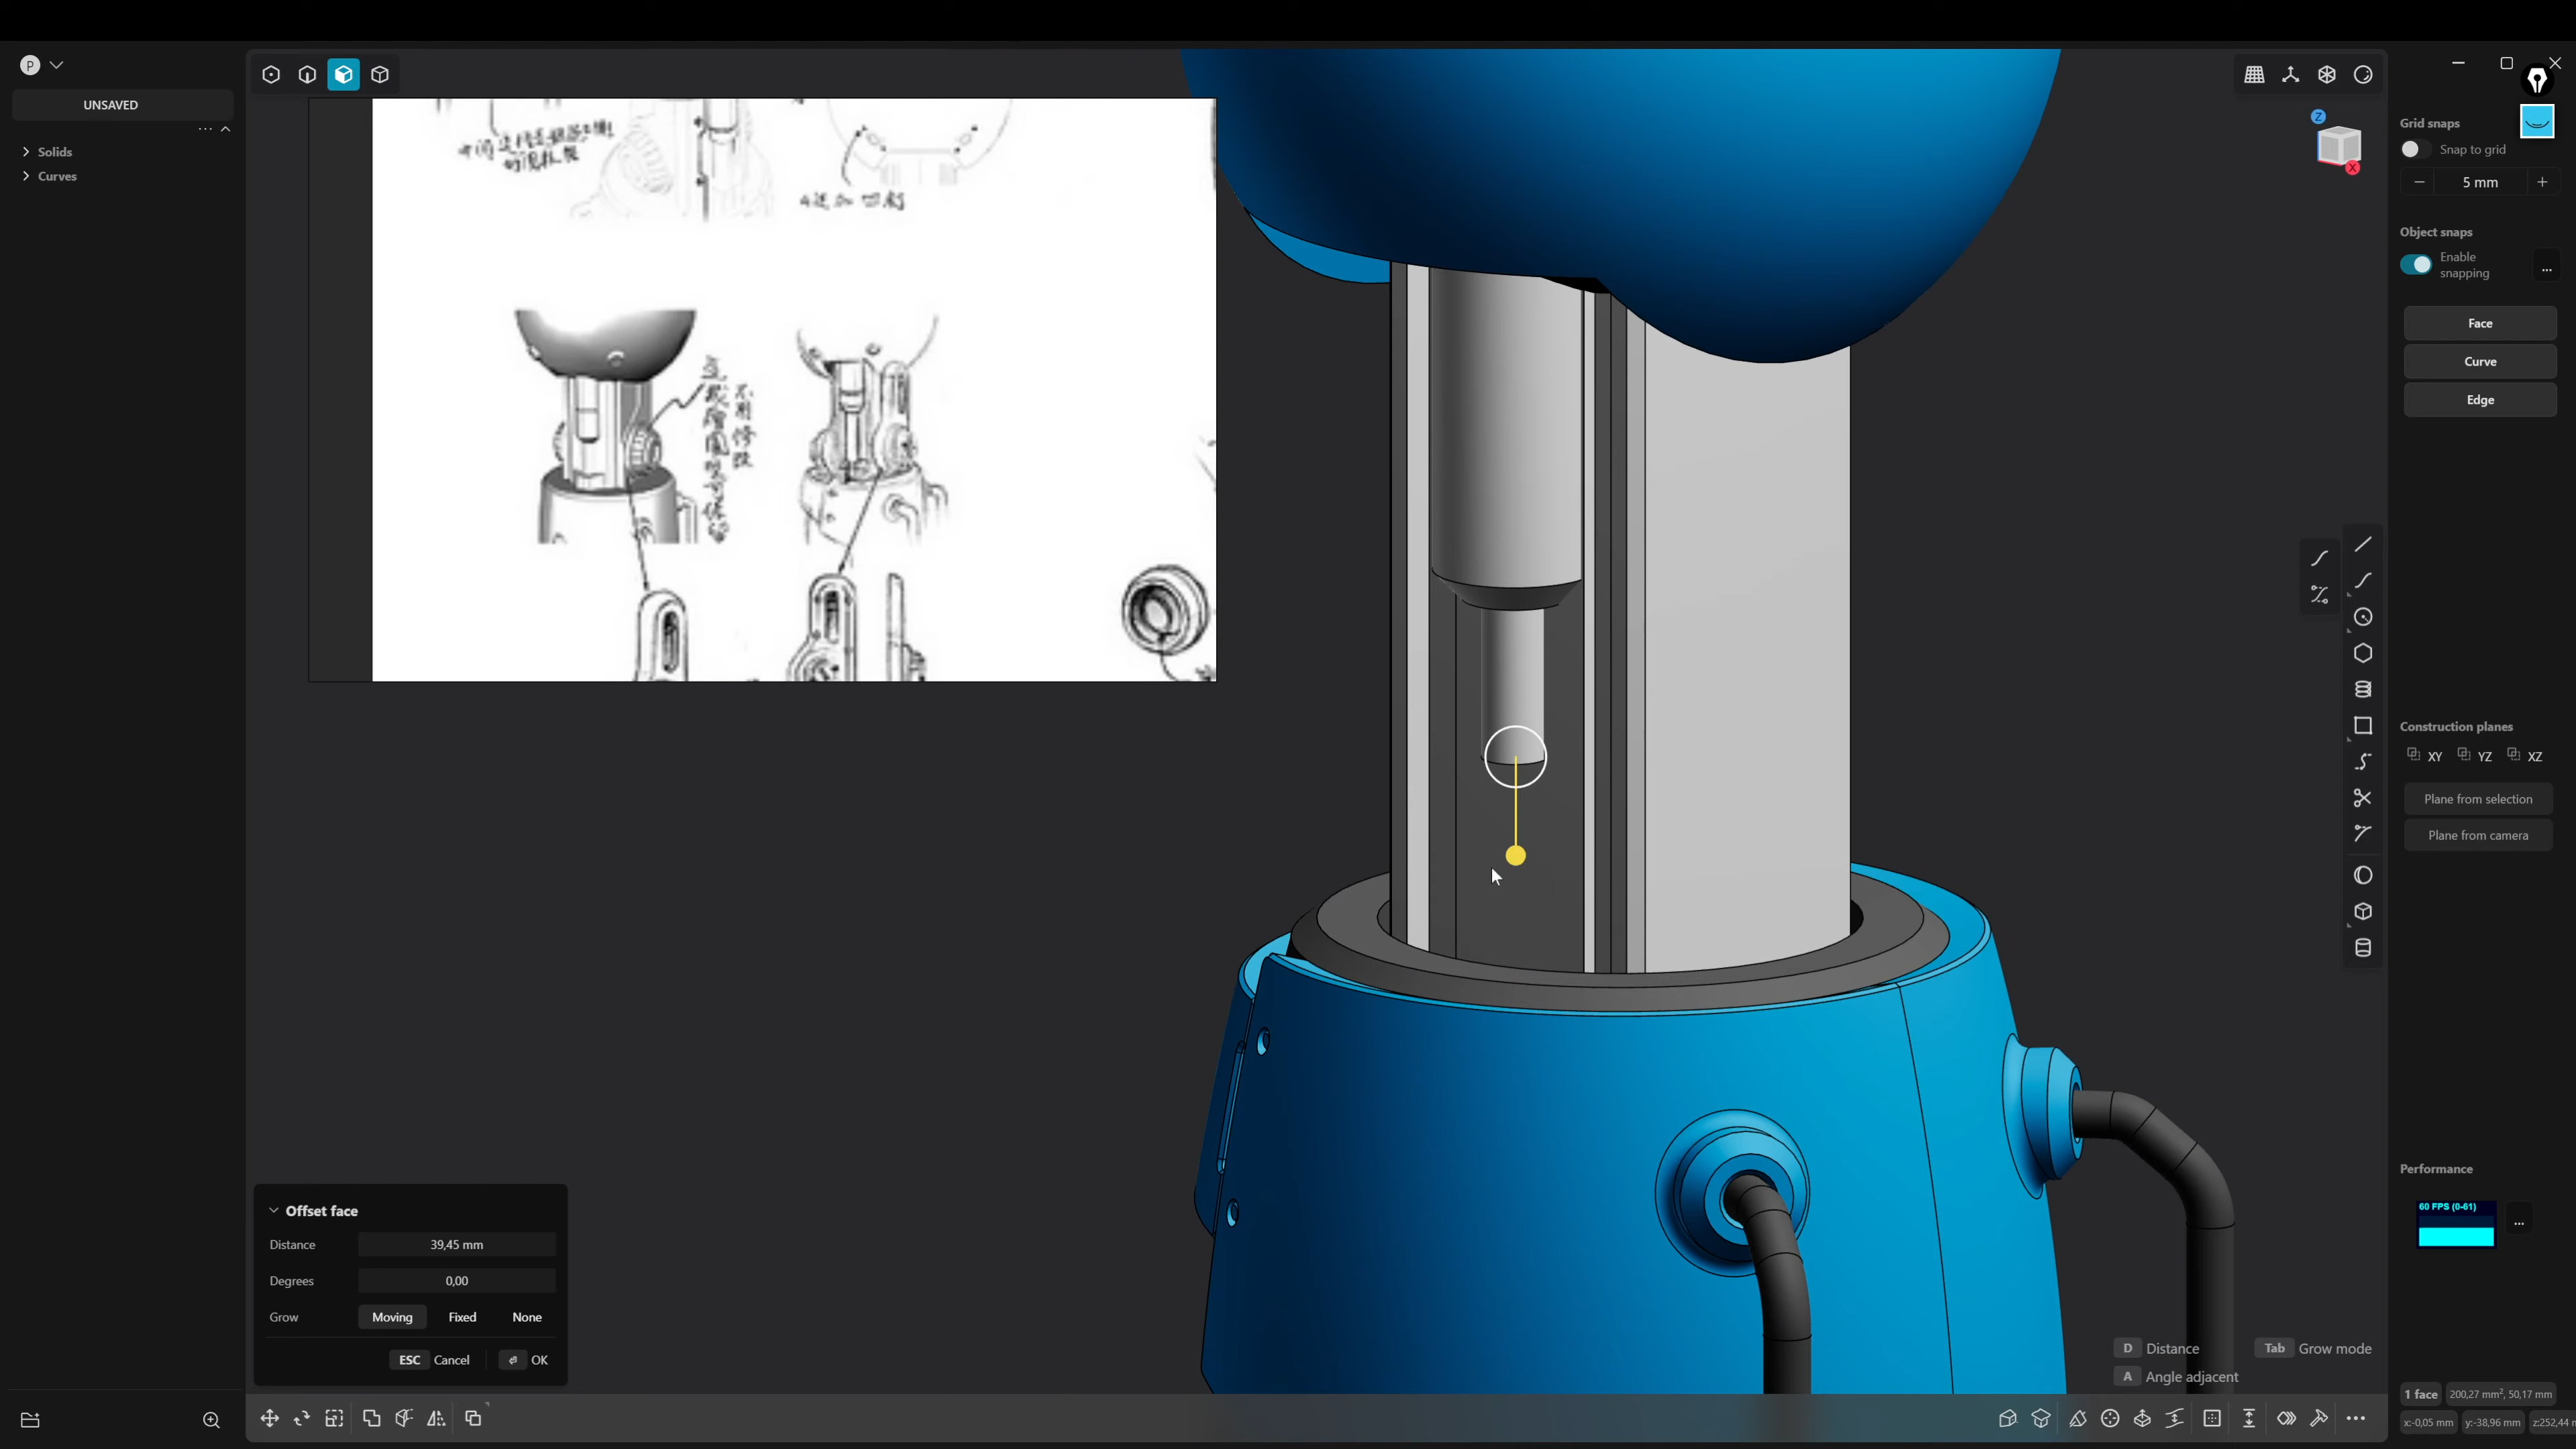 P
UNSAVED
Solids
Curves
Z
X
Grid snaps
Snap to grid
5 mm
Object snaps
Enable
snapping
Face
Curve
Edge
Construction planes
XY YZ XZ
Plane from selection
Plane from camera
Performance
60 FPS (0-61)
Offset face
Distance 39,45 mm
Degrees 0,00
Grow Moving Fixed None
ESC Cancel OK
D Distance Tab Grow mode
A Angle adjacent
1 face 200,27 mm², 50,17 mm
x:-0,05 mm y:-38,96 mm z:252,44